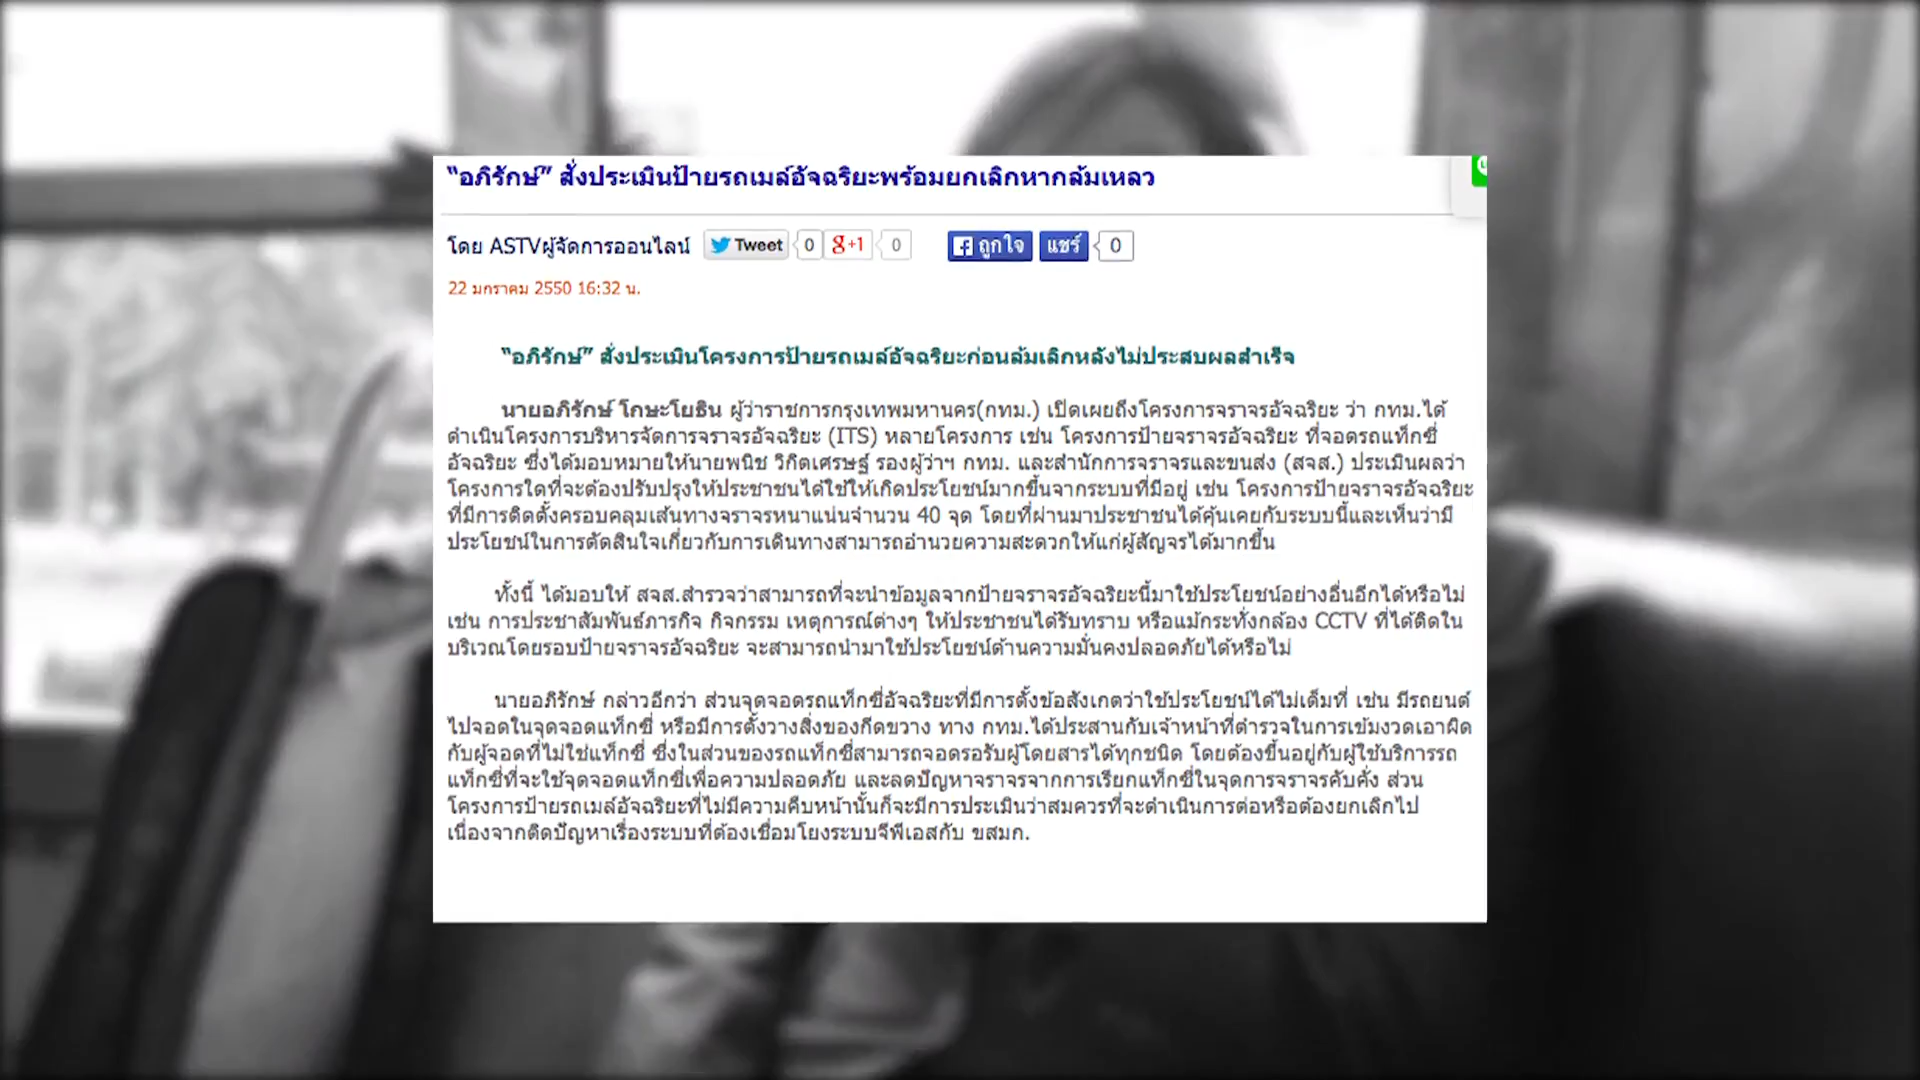 “อภิรักษ์” สั่งประเมินป้ายรถเมล์อัจฉริยะพร้อมยกเลิกหากล้มเหลว
โดย ASTVผู้จัดการออนไลน์ Tweet 0 g+1 0 ถูกใจ แชร์ 0
22 มกราคม 2550 16:32 น.
“อภิรักษ์” สั่งประเมินโครงการป้ายรถเมล์อัจฉริยะก่อนล้มเลิกหลังไม่ประสบผลสำเร็จ
นายอภิรักษ์ โกษะโยธิน ผู้ว่าราชการกรุงเทพมหานคร(กทม.) เปิดเผยถึงโครงการจราจรอัจฉริยะ ว่า กทม.ได้
ดำเนินโครงการบริหารจัดการจราจรอัจฉริยะ (ITS) หลายโครงการ เช่น โครงการป้ายจราจรอัจฉริยะ ที่จอดรถแท็กซี่
อัจฉริยะ ซึ่งได้มอบหมายให้นายพนิช วิกิตเศรษฐ์ รองผู้ว่าฯ กทม. และสำนักการจราจรและขนส่ง (สจส.) ประเมินผลว่า
โครงการใดที่จะต้องปรับปรุงให้ประชาชนได้ใช้ให้เกิดประโยชน์มากขึ้นจากระบบที่มีอยู่ เช่น โครงการป้ายจราจรอัจฉริยะ
ที่มีการติดตั้งครอบคลุมเส้นทางจราจรหนาแน่นจำนวน 40 จุด โดยที่ผ่านมาประชาชนได้คุ้นเคยกับระบบนี้และเห็นว่ามี
ประโยชน์ในการตัดสินใจเกี่ยวกับการเดินทางสามารถอำนวยความสะดวกให้แก่ผู้สัญจรได้มากขึ้น
ทั้งนี้ ได้มอบให้ สจส.สำรวจว่าสามารถที่จะนำข้อมูลจากป้ายจราจรอัจฉริยะนี้มาใช้ประโยชน์อย่างอื่นอีกได้หรือไม่
เช่น การประชาสัมพันธ์ภารกิจ กิจกรรม เหตุการณ์ต่างๆ ให้ประชาชนได้รับทราบ หรือแม้กระทั่งกล้อง CCTV ที่ได้ติดใน
บริเวณโดยรอบป้ายจราจรอัจฉริยะ จะสามารถนำมาใช้ประโยชน์ด้านความมั่นคงปลอดภัยได้หรือไม่
นายอภิรักษ์ กล่าวอีกว่า ส่วนจุดจอดรถแท็กซี่อัจฉริยะที่มีการตั้งข้อสังเกตว่าใช้ประโยชน์ได้ไม่เต็มที่ เช่น มีรถยนต์
ไปจอดในจุดจอดแท็กซี่ หรือมีการตั้งวางสิ่งของกีดขวาง ทาง กทม.ได้ประสานกับเจ้าหน้าที่ตำรวจในการเข้มงวดเอาผิด
กับผู้จอดที่ไม่ใช่แท็กซี่ ซึ่งในส่วนของรถแท็กซี่สามารถจอดรอรับผู้โดยสารได้ทุกชนิด โดยต้องขึ้นอยู่กับผู้ใช้บริการรถ
แท็กซี่ที่จะใช้จุดจอดแท็กซี่เพื่อความปลอดภัย และลดปัญหาจราจรจากการเรียกแท็กซี่ในจุดการจราจรคับคั่ง ส่วน
โครงการป้ายรถเมล์อัจฉริยะที่ไม่มีความคืบหน้านั้นก็จะมีการประเมินว่าสมควรที่จะดำเนินการต่อหรือต้องยกเลิกไป
เนื่องจากติดปัญหาเรื่องระบบที่ต้องเชื่อมโยงระบบจีพีเอสกับ ขสมก.